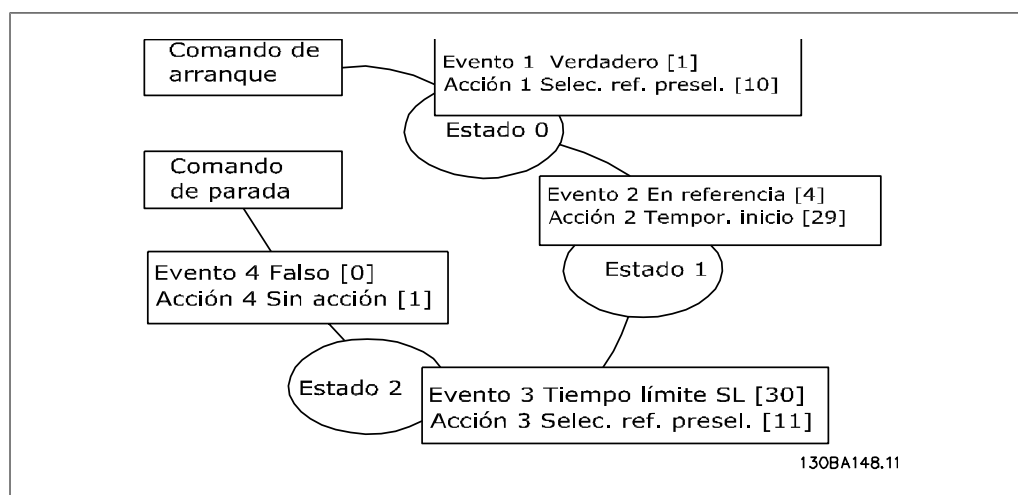 Comando de
arranque
Evento 1 Verdadero [1]
Acción 1 Selec. ref. presel. [10]
Estado 0
Comando
de parada
Evento 2 En referencia [4]
Acción 2 Tempor. inicio [29]
Estado 1
Evento 4 Falso [0]
Acción 4 Sin acción [1]
Estado 2
Evento 3 Tiempo límite SL [30]
Acción 3 Selec. ref. presel. [11]
130BA148.11